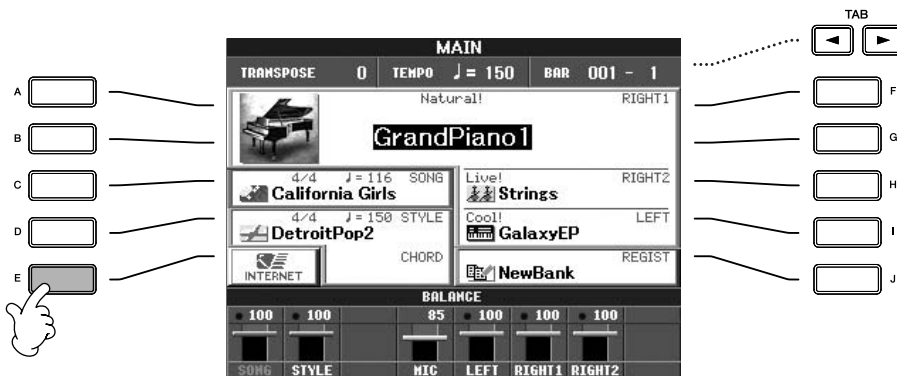 TAB
MAIN
TRANSPOSE 0 TEMPO ♩= 150 BAR 001 - 1
A
Natural! RIGHT1
F
B
GrandPiano1
G
C
4/4 ♩= 116 SONG
California Girls
Live! RIGHT2
Strings
H
D
4/4 ♩= 150 STYLE
DetroitPop2
Cool! LEFT
GalaxyEP
I
E
INTERNET
CHORD
REGIST
NewBank
J
BALANCE
100 100 85 100 100 100
SONG STYLE MIC LEFT RIGHT1 RIGHT2